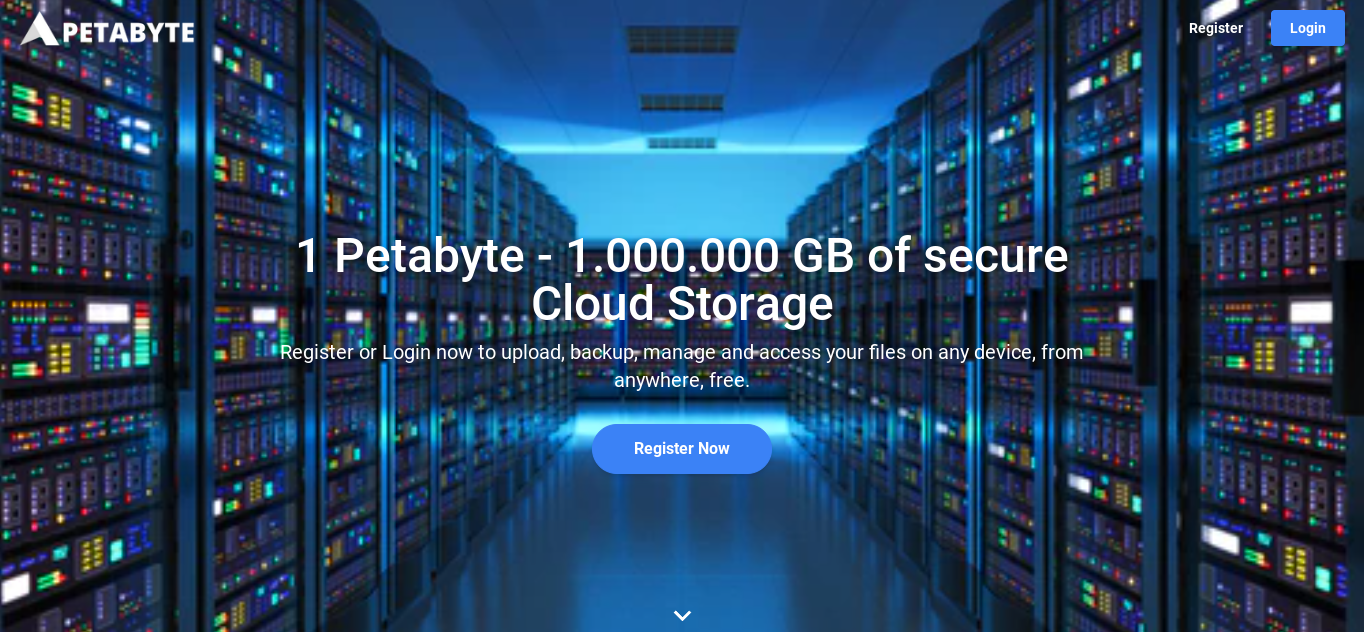 PETABYTE
Register
Login
1 Petabyte - 1.000.000 GB of secure
Cloud Storage
Register or Login now to upload, backup, manage and access your files on any device, from
anywhere, free.
Register Now